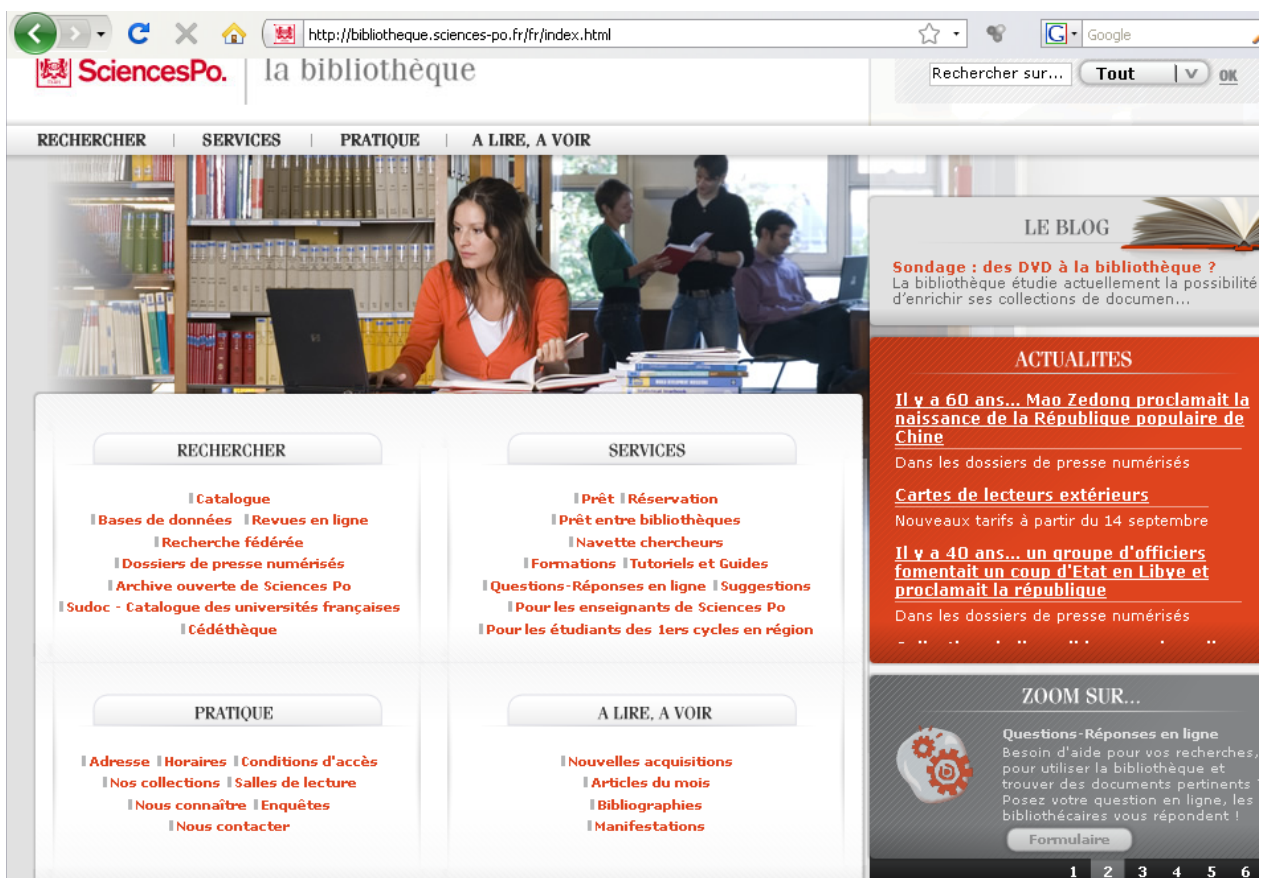 http://bibliotheque.sciences-po.fr/fr/index.html
Google
SciencesPo.
la bibliothèque
Rechercher sur...
Tout
OK
RECHERCHER
SERVICES
PRATIQUE
A LIRE, A VOIR
LE BLOG
Sondage : des DVD à la bibliothèque ?
La bibliothèque étudie actuellement la possibilité
d'enrichir ses collections de documen...
ACTUALITES
Il y a 60 ans... Mao Zedong proclamait la
naissance de la République populaire de
Chine
Dans les dossiers de presse numérisés
Cartes de lecteurs extérieurs
Nouveaux tarifs à partir du 14 septembre
Il y a 40 ans... un groupe d'officiers
fomentait un coup d'Etat en Libye et
proclamait la république
Dans les dossiers de presse numérisés
RECHERCHER
Catalogue
Bases de données Revues en ligne
Recherche fédérée
Dossiers de presse numérisés
Archive ouverte de Sciences Po
Sudoc - Catalogue des universités françaises
Cédéthèque
SERVICES
Prêt Réservation
Prêt entre bibliothèques
Navette chercheurs
Formations Tutoriels et Guides
Questions-Réponses en ligne Suggestions
Pour les enseignants de Sciences Po
Pour les étudiants des 1ers cycles en région
PRATIQUE
Adresse Horaires Conditions d'accès
Nos collections Salles de lecture
Nous connaître Enquêtes
Nous contacter
A LIRE, A VOIR
Nouvelles acquisitions
Articles du mois
Bibliographies
Manifestations
ZOOM SUR...
Questions-Réponses en ligne
Besoin d'aide pour vos recherches,
pour utiliser la bibliothèque et
trouver des documents pertinents ?
Posez votre question en ligne, les
bibliothécaires vous répondent !
Formulaire
1 2 3 4 5 6